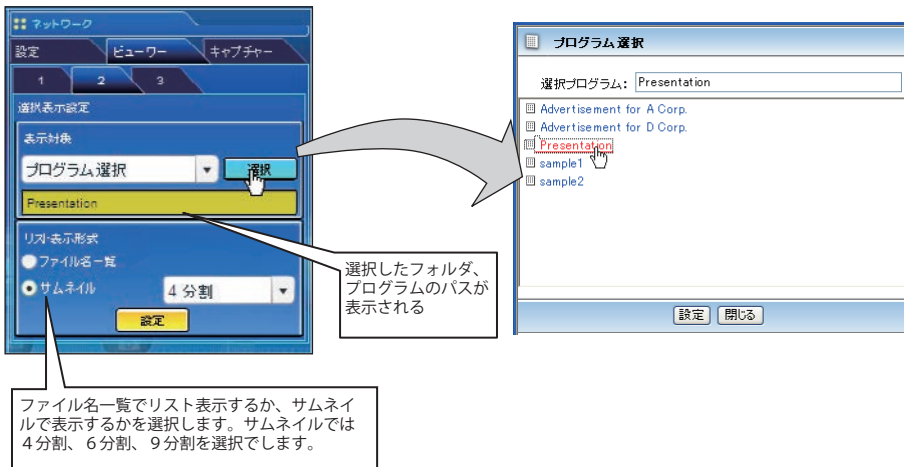 ネットワーク
設定 ビューワー キャプチャー
1 2 3
選択表示設定
表示対象
プログラム選択 選択
Presentation
リスト表示形式
ファイル名一覧
サムネイル 4 分割
設定
プログラム選択
選択プログラム: Presentation
Advertisement for A Corp.
Advertisement for D Corp.
Presentation
sample1
sample2
設定 閉じる
選択したフォルダ、
プログラムのパスが
表示される
ファイル名一覧でリスト表示するか、サムネイ
ルで表示するかを選択します。サムネイルでは
4分割、6分割、9分割を選択でします。